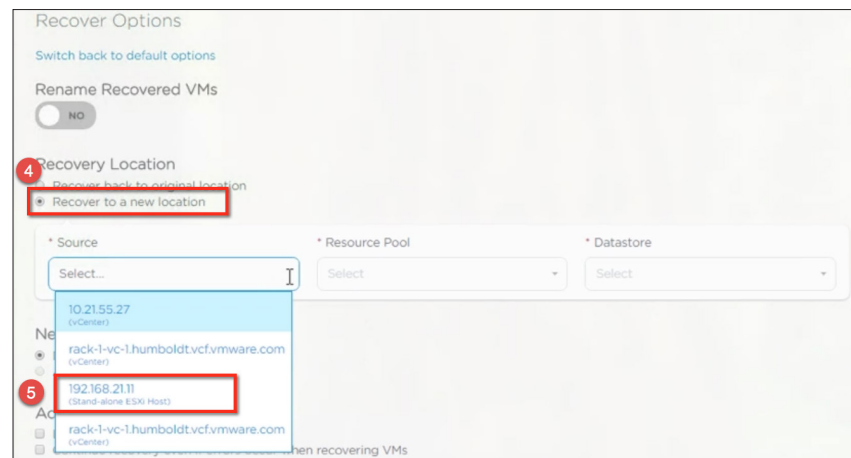 Recover Options
Switch back to default options
Rename Recovered VMs
NO
4
Recovery Location
Recover back to original location
Recover to a new location
* Source * Resource Pool * Datastore
Select... Select Select
10.21.55.27
(vCenter)
Ne
rack-1-vc-1.humboldt.vcf.vmware.com
(vCenter)
5
192.168.21.11
(Stand-alone ESXi Host)
Ac
rack-1-vc-1.humboldt.vcf.vmware.com
(vCenter)
when recovering VMs